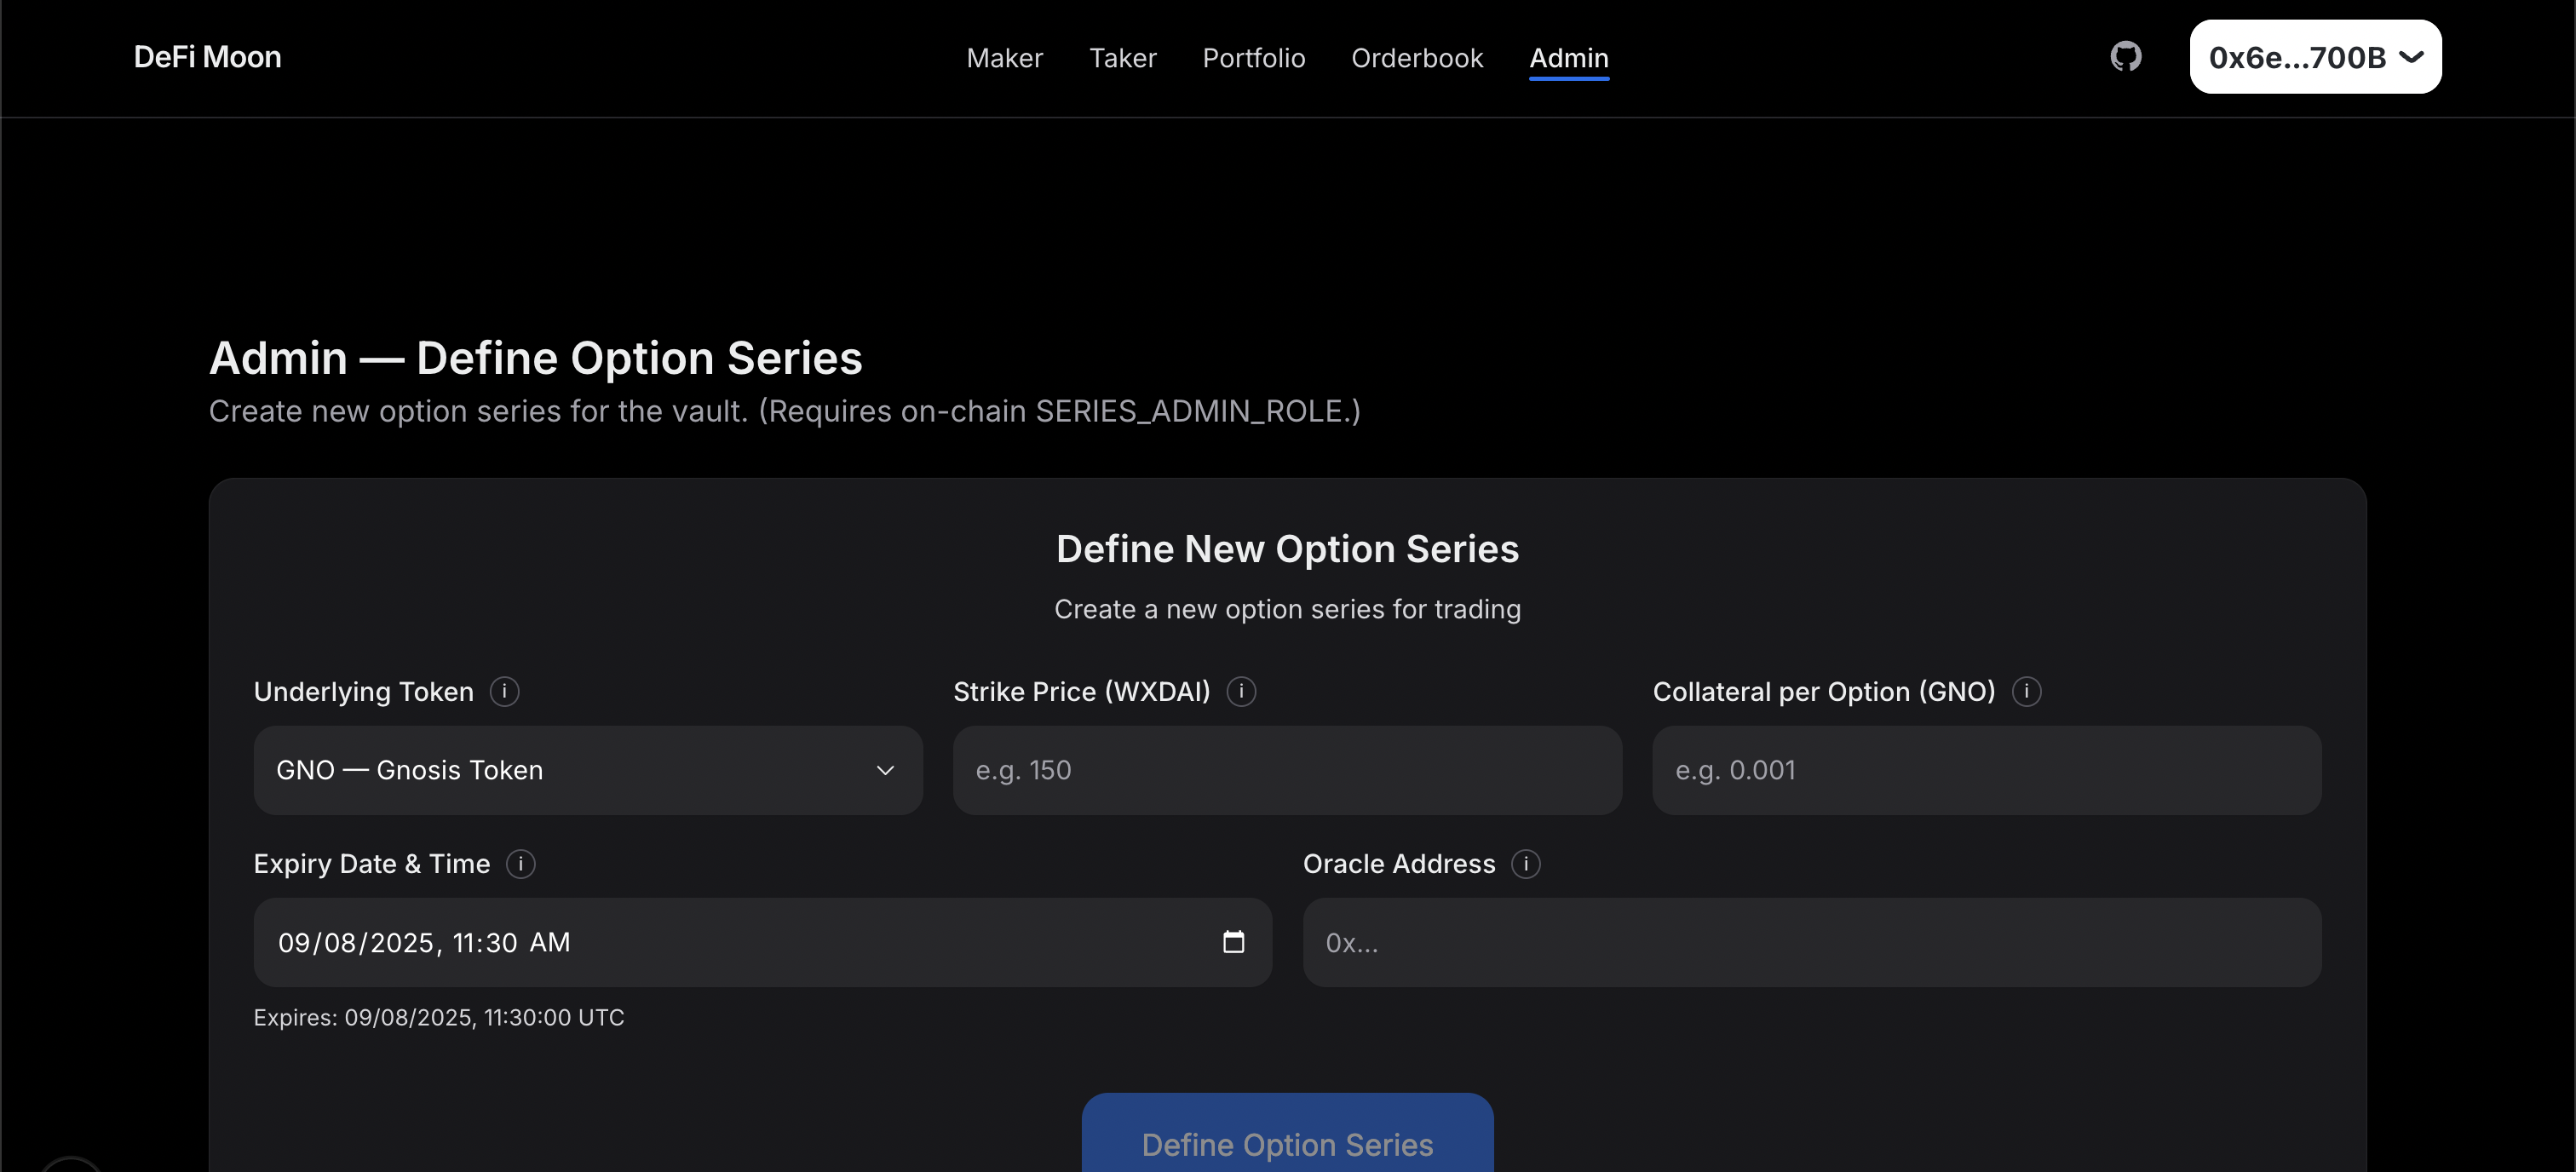 DeFi Moon
Maker Taker Portfolio Orderbook Admin
0x6e...700B
Admin — Define Option Series
Create new option series for the vault. (Requires on-chain SERIES_ADMIN_ROLE.)
Define New Option Series
Create a new option series for trading
Underlying Token i Strike Price (WXDAI) i Collateral per Option (GNO) i
GNO — Gnosis Token e.g. 150 e.g. 0.001
Expiry Date & Time i Oracle Address i
09/08/2025, 11:30 AM 0x...
Expires: 09/08/2025, 11:30:00 UTC
Define Option Series